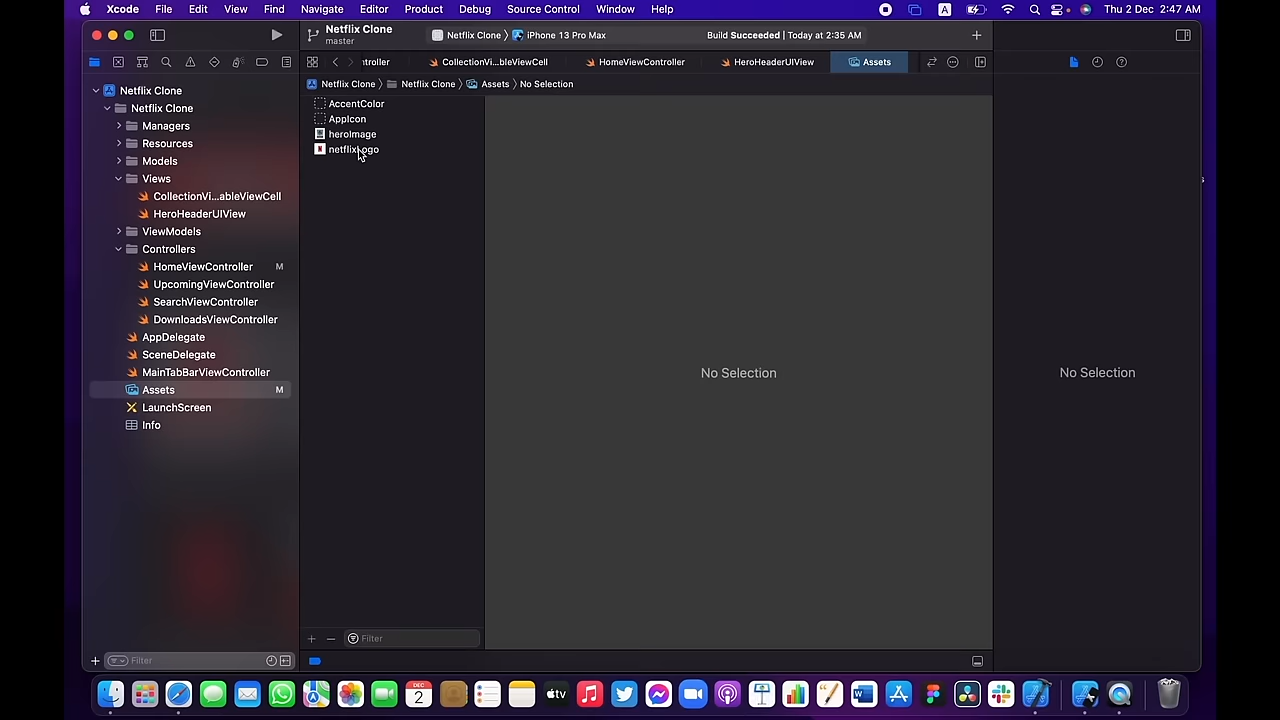 Xcode File Edit View Find Navigate Editor Product Debug Source Control Window Help A Thu 2 Dec 2:47 AM
Netflix Clone
master
Netflix Clone iPhone 13 Pro Max Build Succeeded | Today at 2:35 AM
troller CollectionVi...bleViewCell HomeViewController HeroHeaderUIView Assets
Netflix Clone Netflix Clone Assets No Selection
Netflix Clone
Netflix Clone
Managers
Resources
Models
Views
CollectionVi...ableViewCell
HeroHeaderUIView
ViewModels
Controllers
HomeViewController M
UpcomingViewController
SearchViewController
DownloadsViewController
AppDelegate
SceneDelegate
MainTabBarViewController
Assets M
LaunchScreen
Info
Filter
AccentColor
AppIcon
heroImage
netflixLogo
Filter
No Selection
No Selection
DEC
2
tv